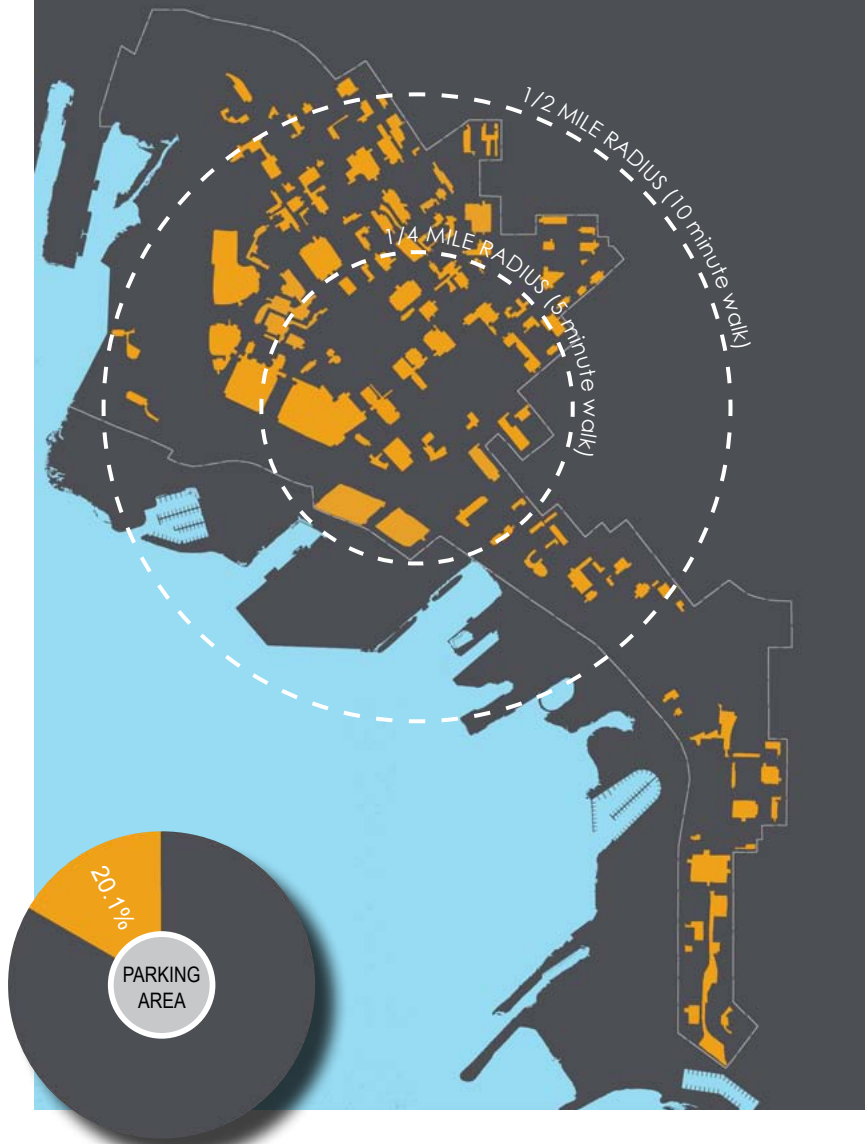 1/2 MILE RADIUS (10 minute walk)
1/4 MILE RADIUS (5 minute walk)
20.1%
PARKING
AREA